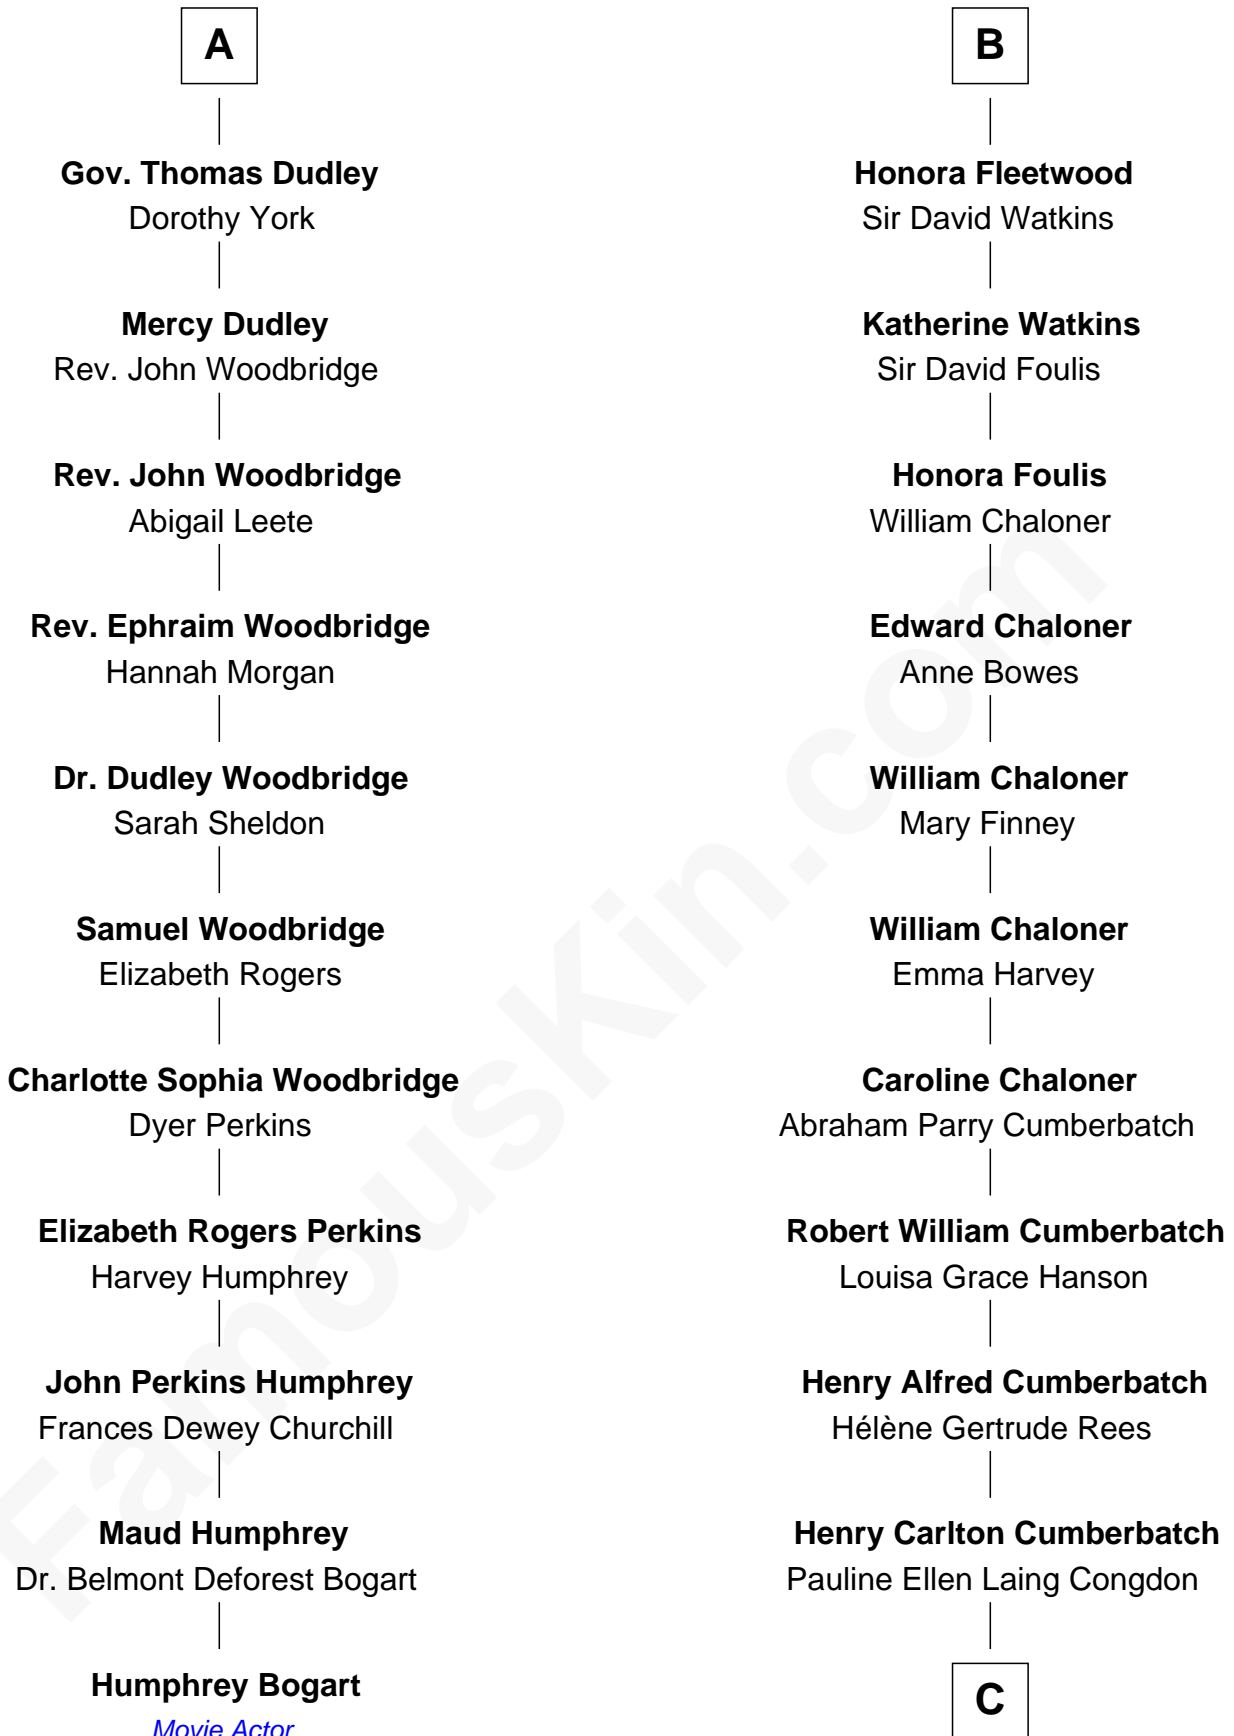 A
Gov. Thomas Dudley
Dorothy York
Mercy Dudley
Rev. John Woodbridge
Rev. John Woodbridge
Abigail Leete
Rev. Ephraim Woodbridge
Hannah Morgan
Dr. Dudley Woodbridge
Sarah Sheldon
Samuel Woodbridge
Elizabeth Rogers
Charlotte Sophia Woodbridge
Dyer Perkins
Elizabeth Rogers Perkins
Harvey Humphrey
John Perkins Humphrey
Frances Dewey Churchill
Maud Humphrey
Dr. Belmont Deforest Bogart
Humphrey Bogart
Movie Actor
B
Honora Fleetwood
Sir David Watkins
Katherine Watkins
Sir David Foulis
Honora Foulis
William Chaloner
Edward Chaloner
Anne Bowes
William Chaloner
Mary Finney
William Chaloner
Emma Harvey
Caroline Chaloner
Abraham Parry Cumberbatch
Robert William Cumberbatch
Louisa Grace Hanson
Henry Alfred Cumberbatch
Hélène Gertrude Rees
Henry Carlton Cumberbatch
Pauline Ellen Laing Congdon
C
FamousKin.com